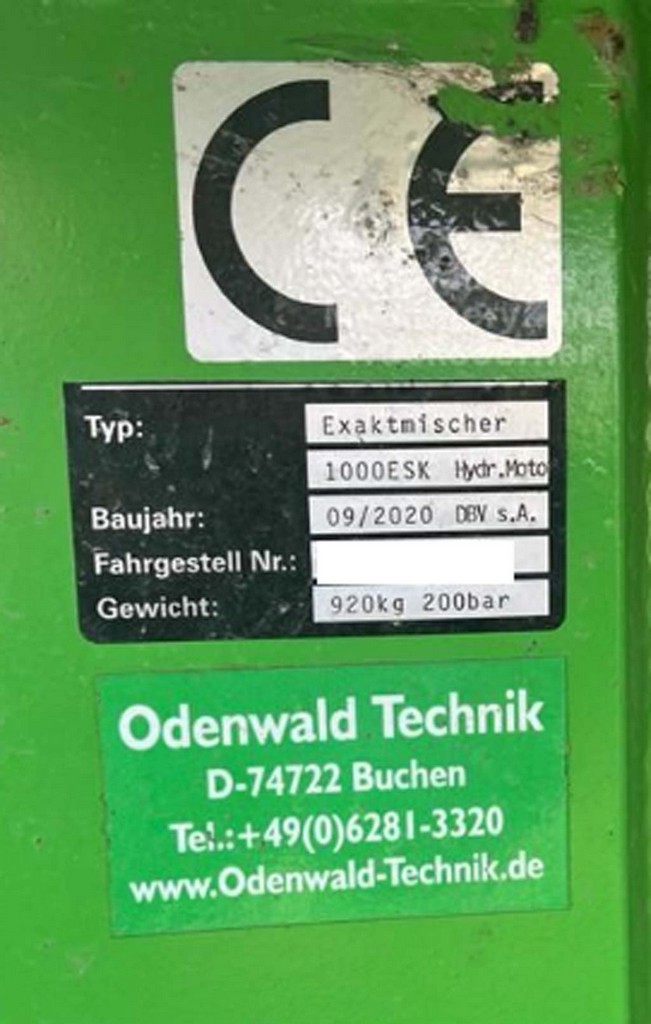 CE
Typ: Exaktmischer
1000ESK Hydr.Moto
Baujahr: 09/2020 DBV s.A.
Fahrgestell Nr.:
Gewicht: 920kg 200bar
Odenwald Technik
D-74722 Buchen
Tel.:+49(0)6281-3320
www.Odenwald-Technik.de